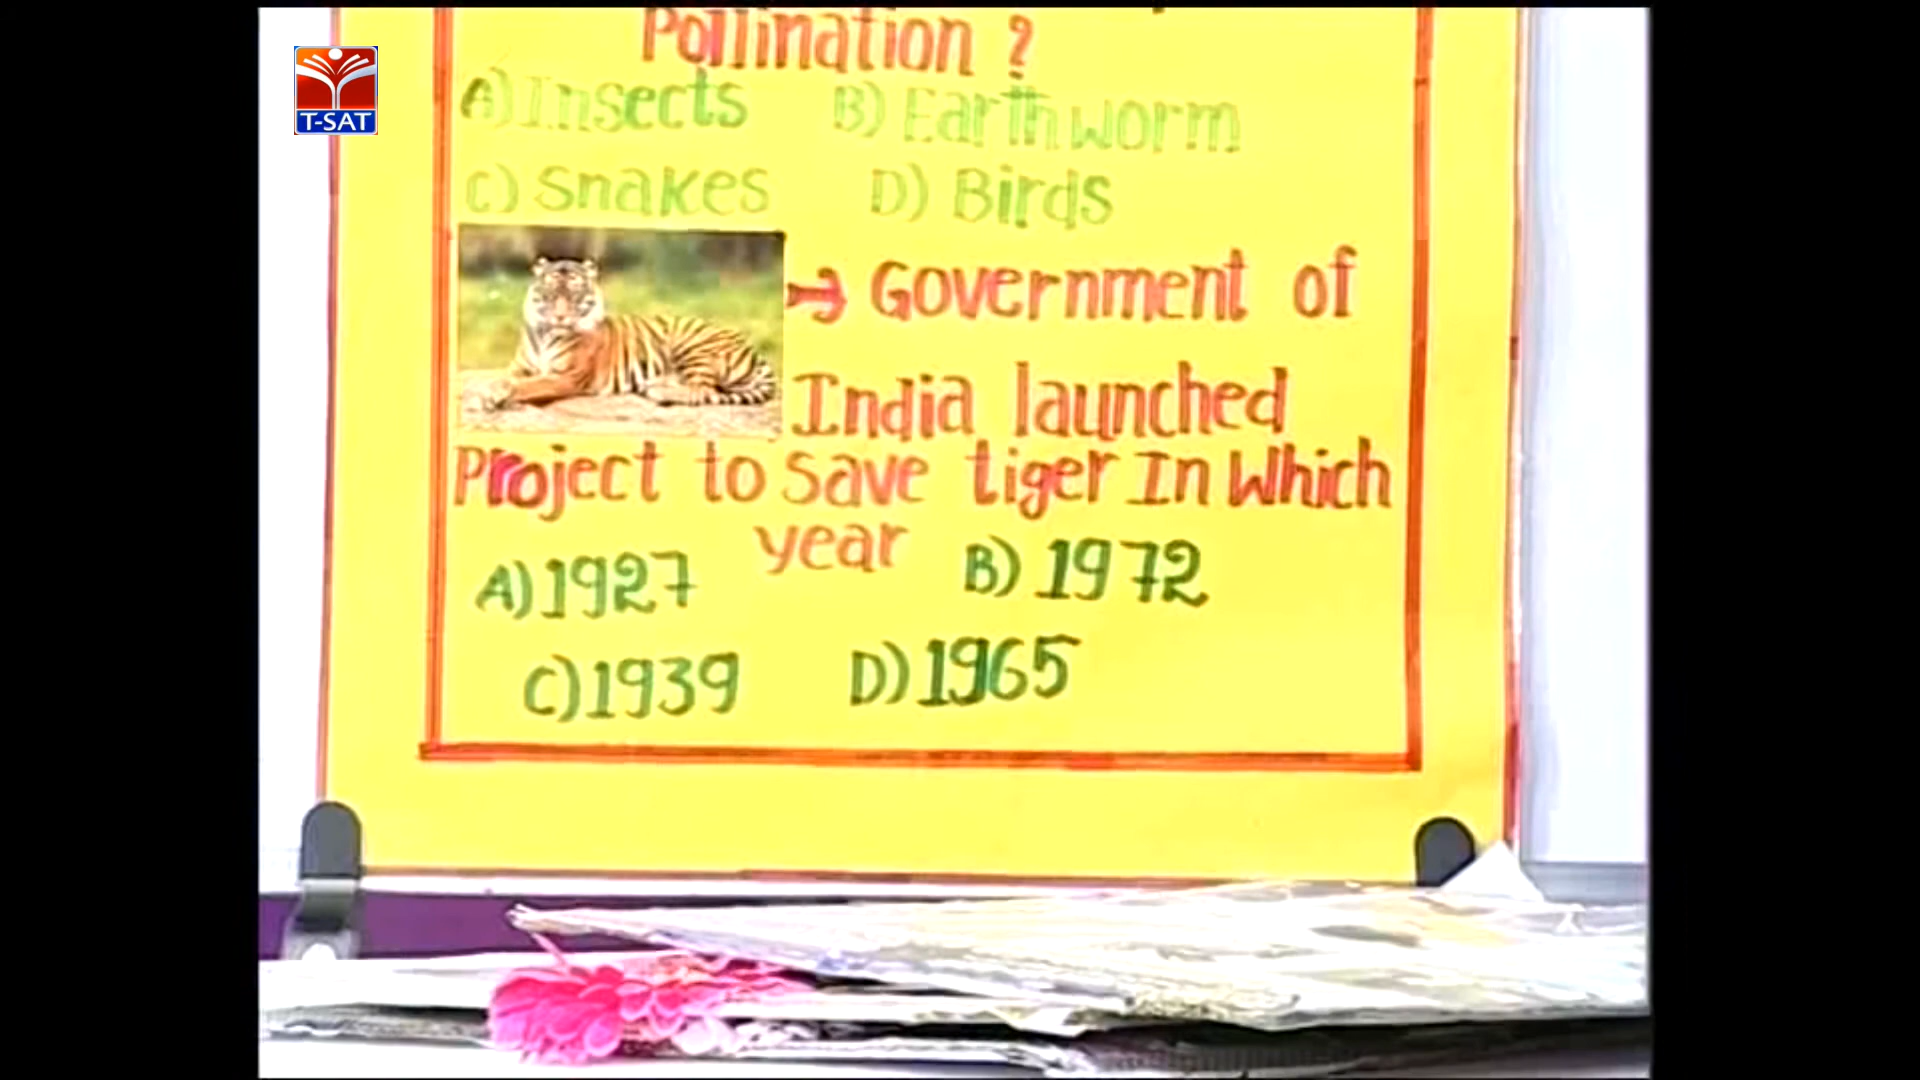 T-SAT
Pollination ?
A) Insects B) Earthworm
C) Snakes D) Birds
Government of
India launched
Project to save tiger In Which
year
A) 1927 B) 1972
C) 1939 D) 1965